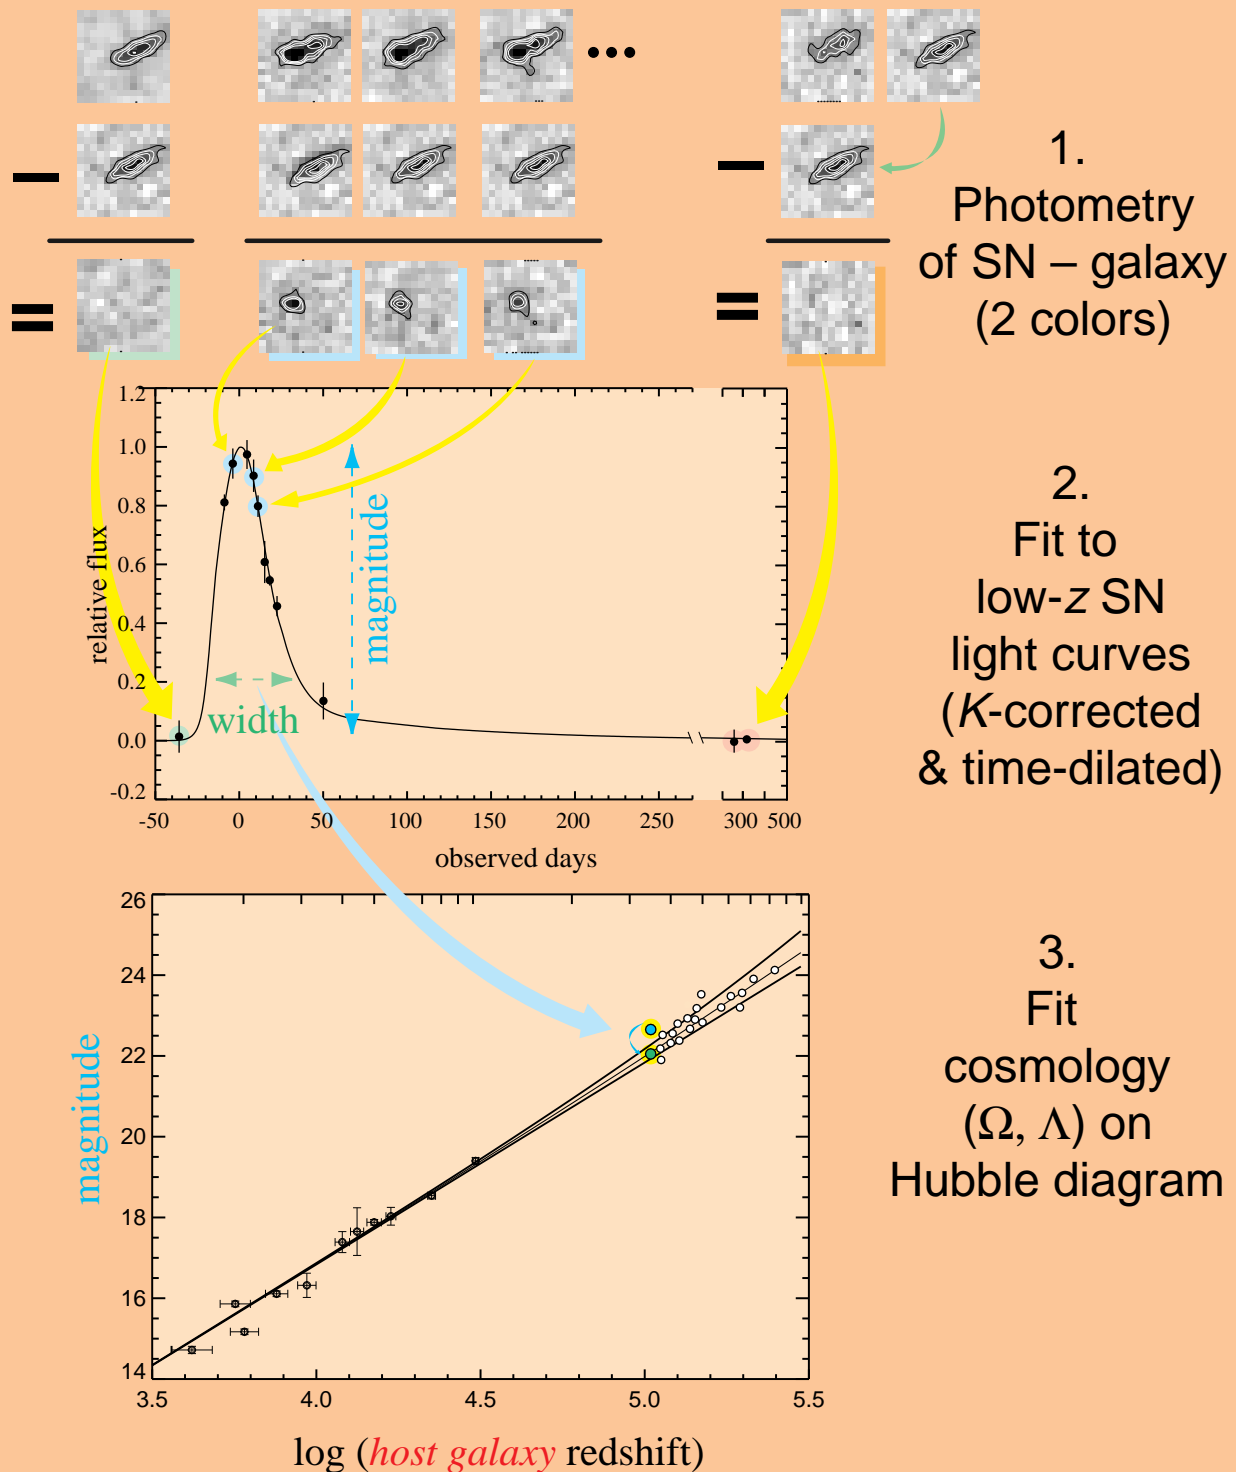 1.
Photometry
of SN – galaxy
(2 colors)
1.2
1.0
0.8
0.6
0.4
0.2
0.0
-0.2
relative flux
magnitude
width
-50
0
50
100
150
200
250
300
500
observed days
2.
Fit to
low-z SN
light curves
(K-corrected
& time-dilated)
26
24
22
20
18
16
14
magnitude
3.5
4.0
4.5
5.0
5.5
log (host galaxy redshift)
3.
Fit
cosmology
(Ω, Λ) on
Hubble diagram